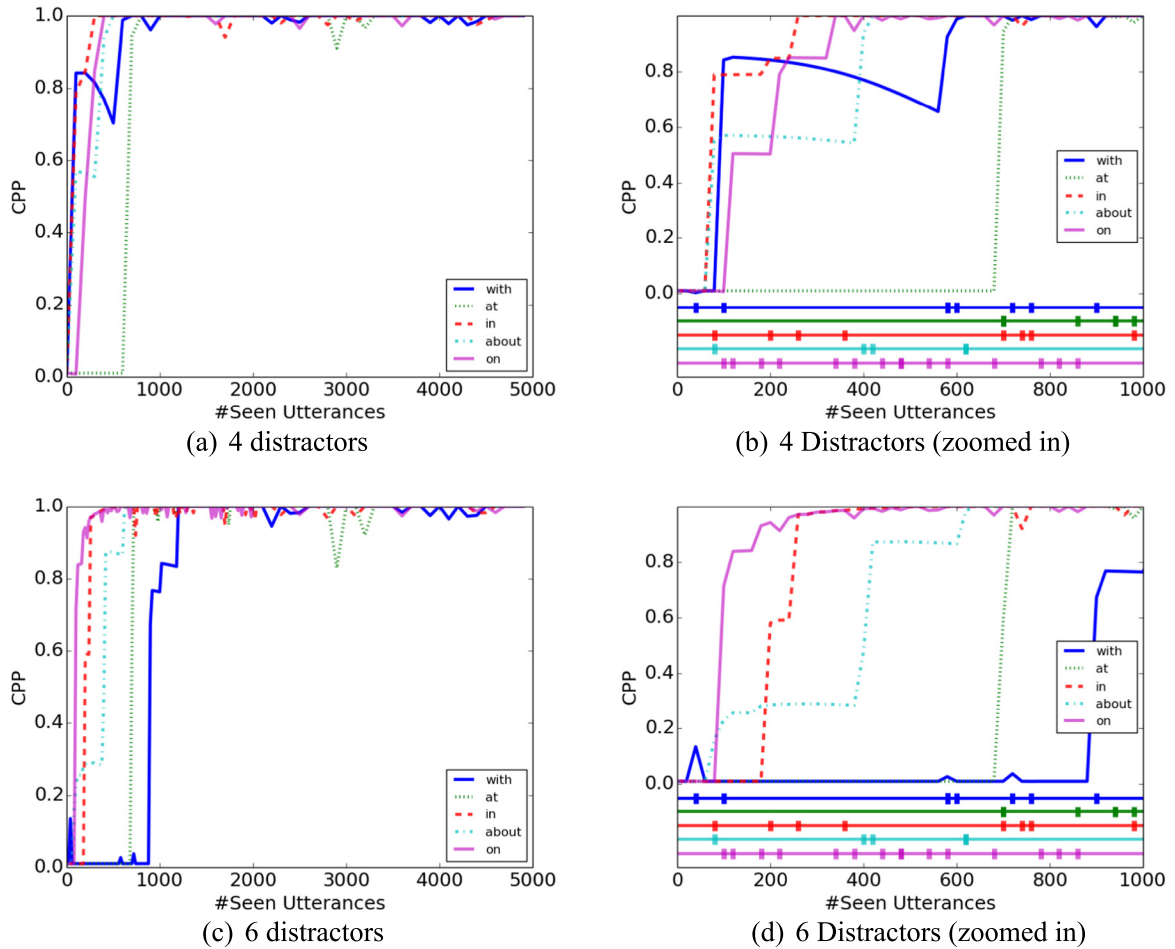 1.0
0.8
0.6
0.4
0.2
0.0
CPP
with
at
in
about
on
0 1000 2000 3000 4000 5000
#Seen Utterances
(a) 4 distractors
0.8
0.6
0.4
0.2
0.0
CPP
with
at
in
about
on
0 200 400 600 800 1000
#Seen Utterances
(b) 4 Distractors (zoomed in)
1.0
0.8
0.6
0.4
0.2
0.0
CPP
with
at
in
about
on
0 1000 2000 3000 4000 5000
#Seen Utterances
(c) 6 distractors
0.8
0.6
0.4
0.2
0.0
CPP
with
at
in
about
on
0 200 400 600 800 1000
#Seen Utterances
(d) 6 Distractors (zoomed in)